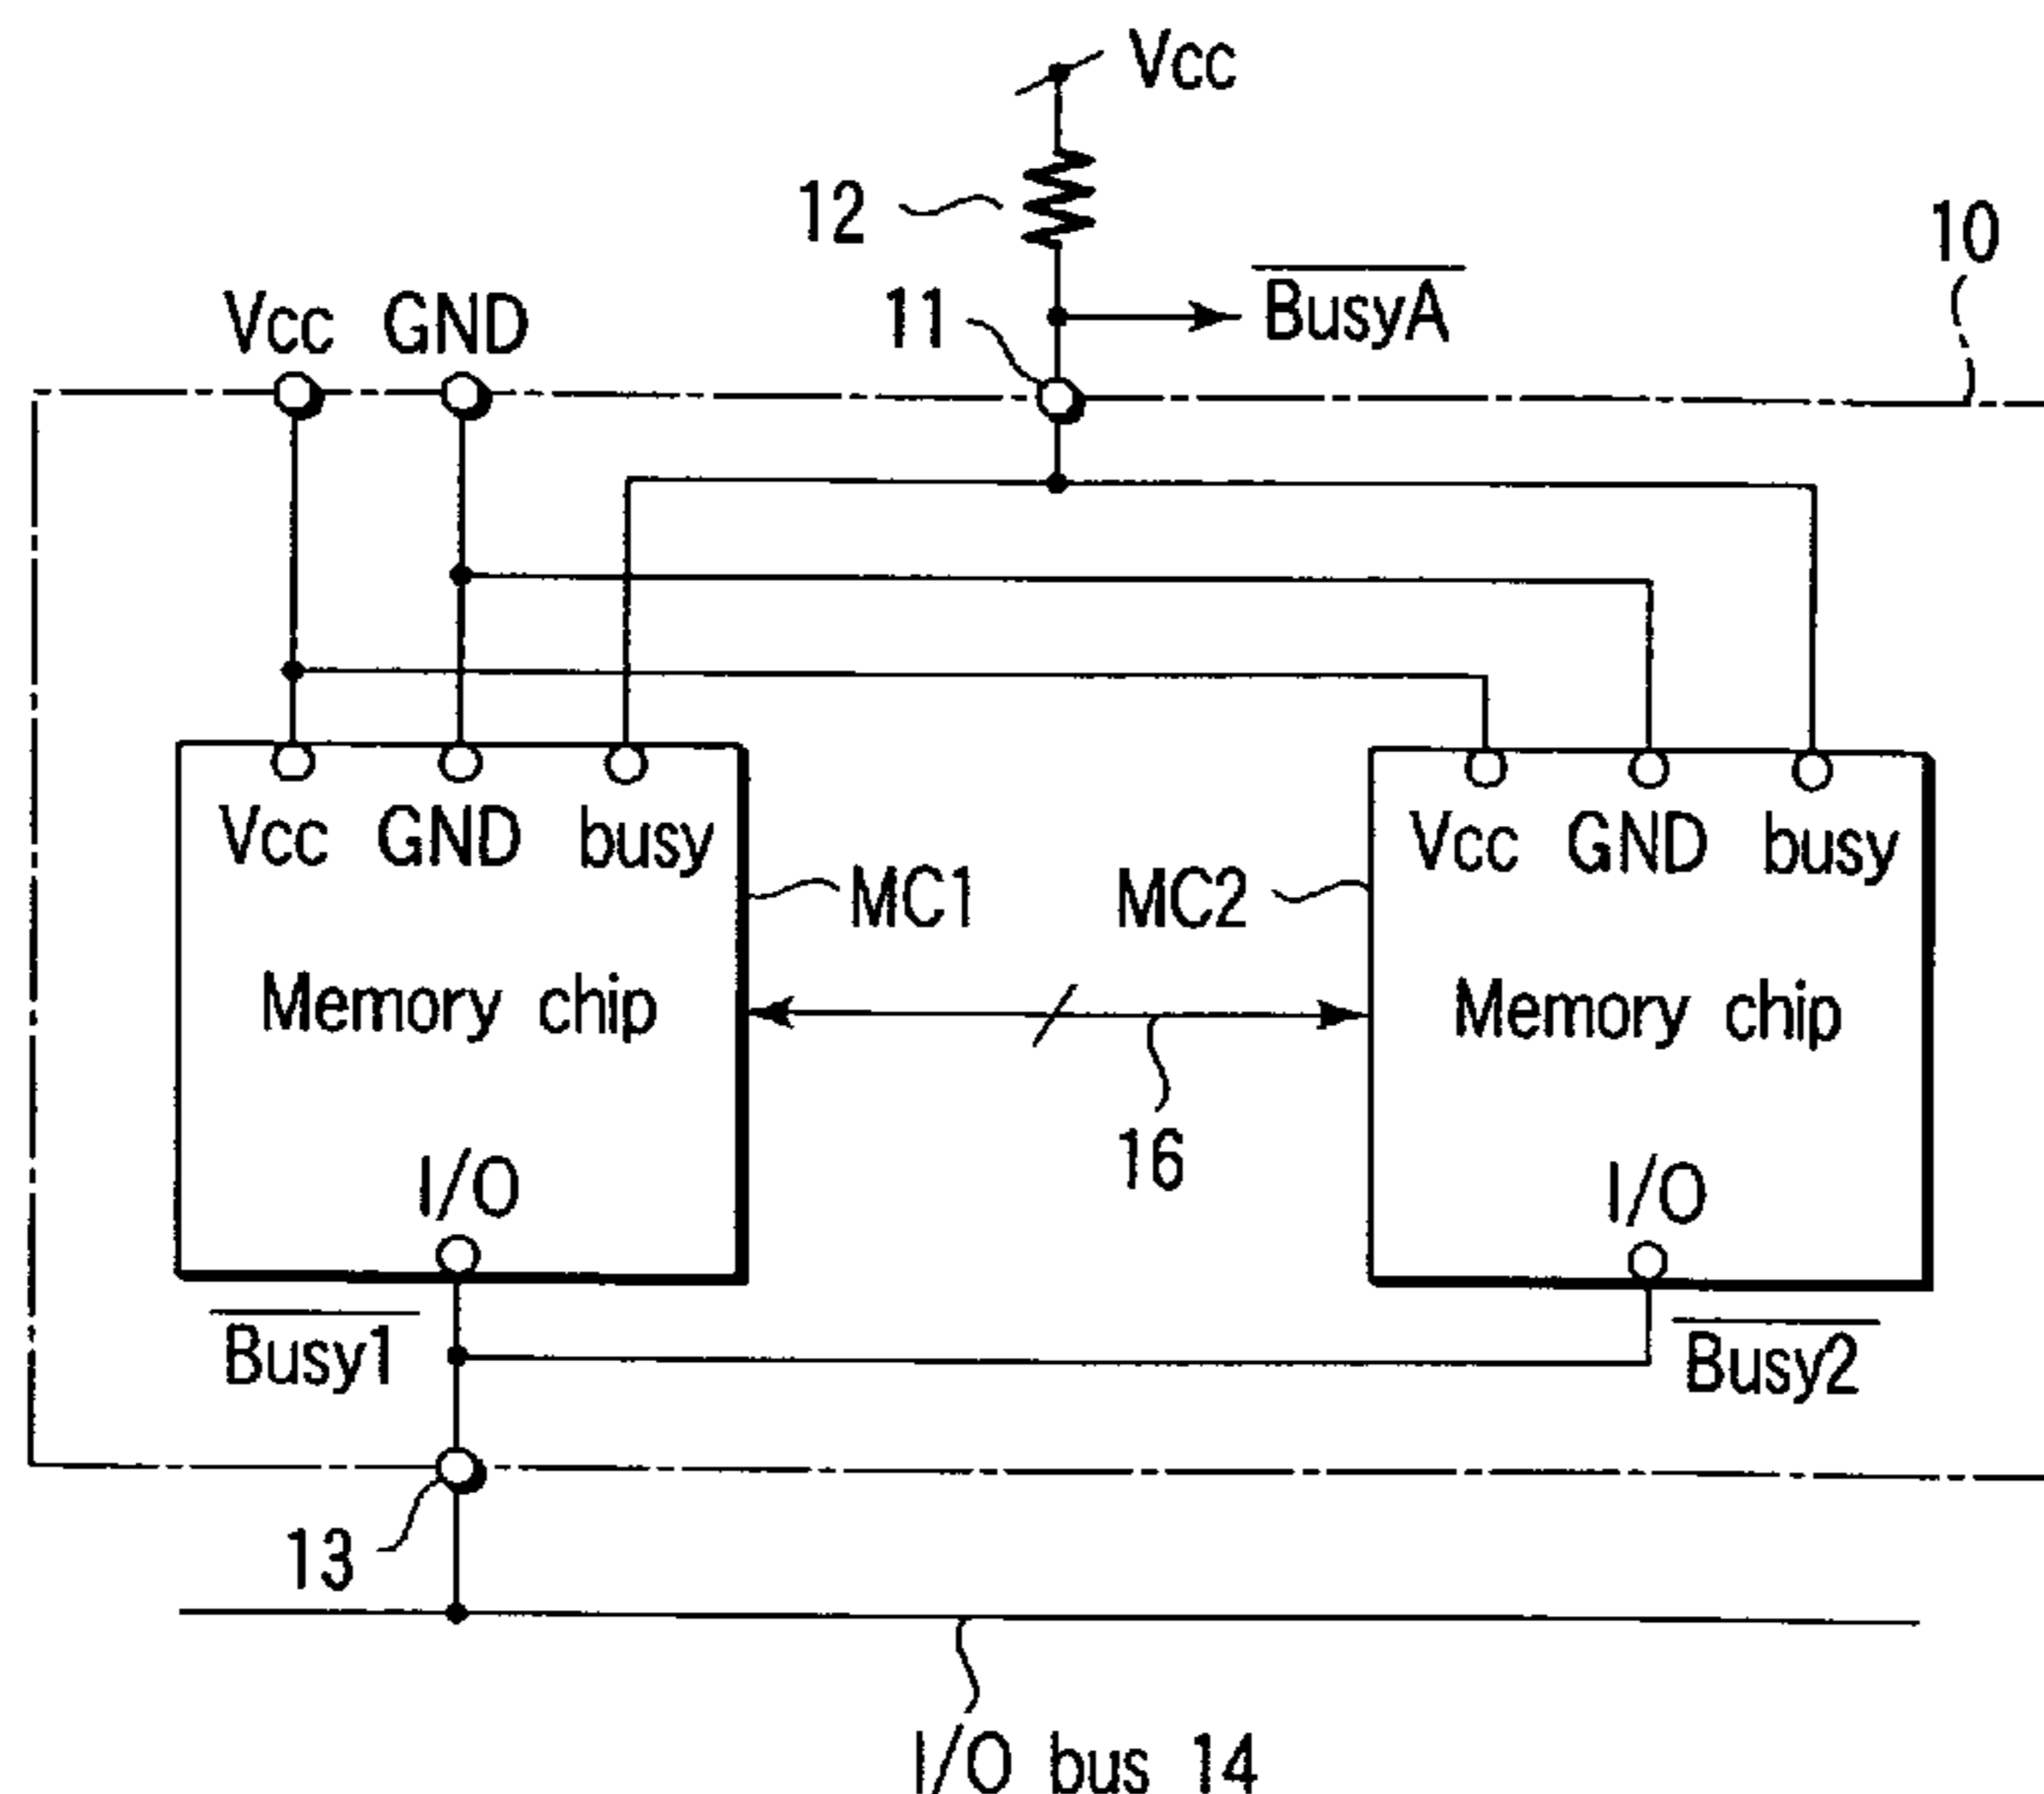 Vcc
12
10
11
BusyA
Vcc GND
Vcc GND busy
Vcc GND busy
MC1
MC2
Memory chip
Memory chip
16
I/O
I/O
Busy1
Busy2
13
I/O bus 14